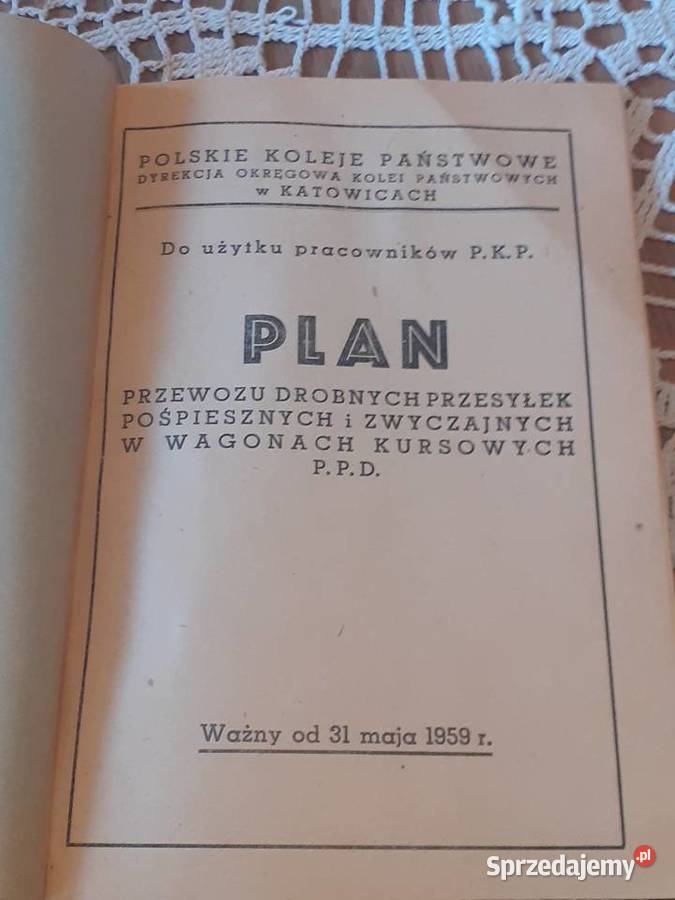 POLSKIE KOLEJE PAŃSTWOWE
DYREKCJA OKRĘGOWA KOLEI PAŃSTWOWYCH
w KATOWICACH
Do użytku pracowników P.K.P.
PLAN
PRZEWOZU DROBNYCH PRZESYŁEK
POŚPIESZNYCH i ZWYCZAJNYCH
W WAGONACH KURSOWYCH
P.P.D.
Ważny od 31 maja 1959 r.
Sprzedajemy.pl